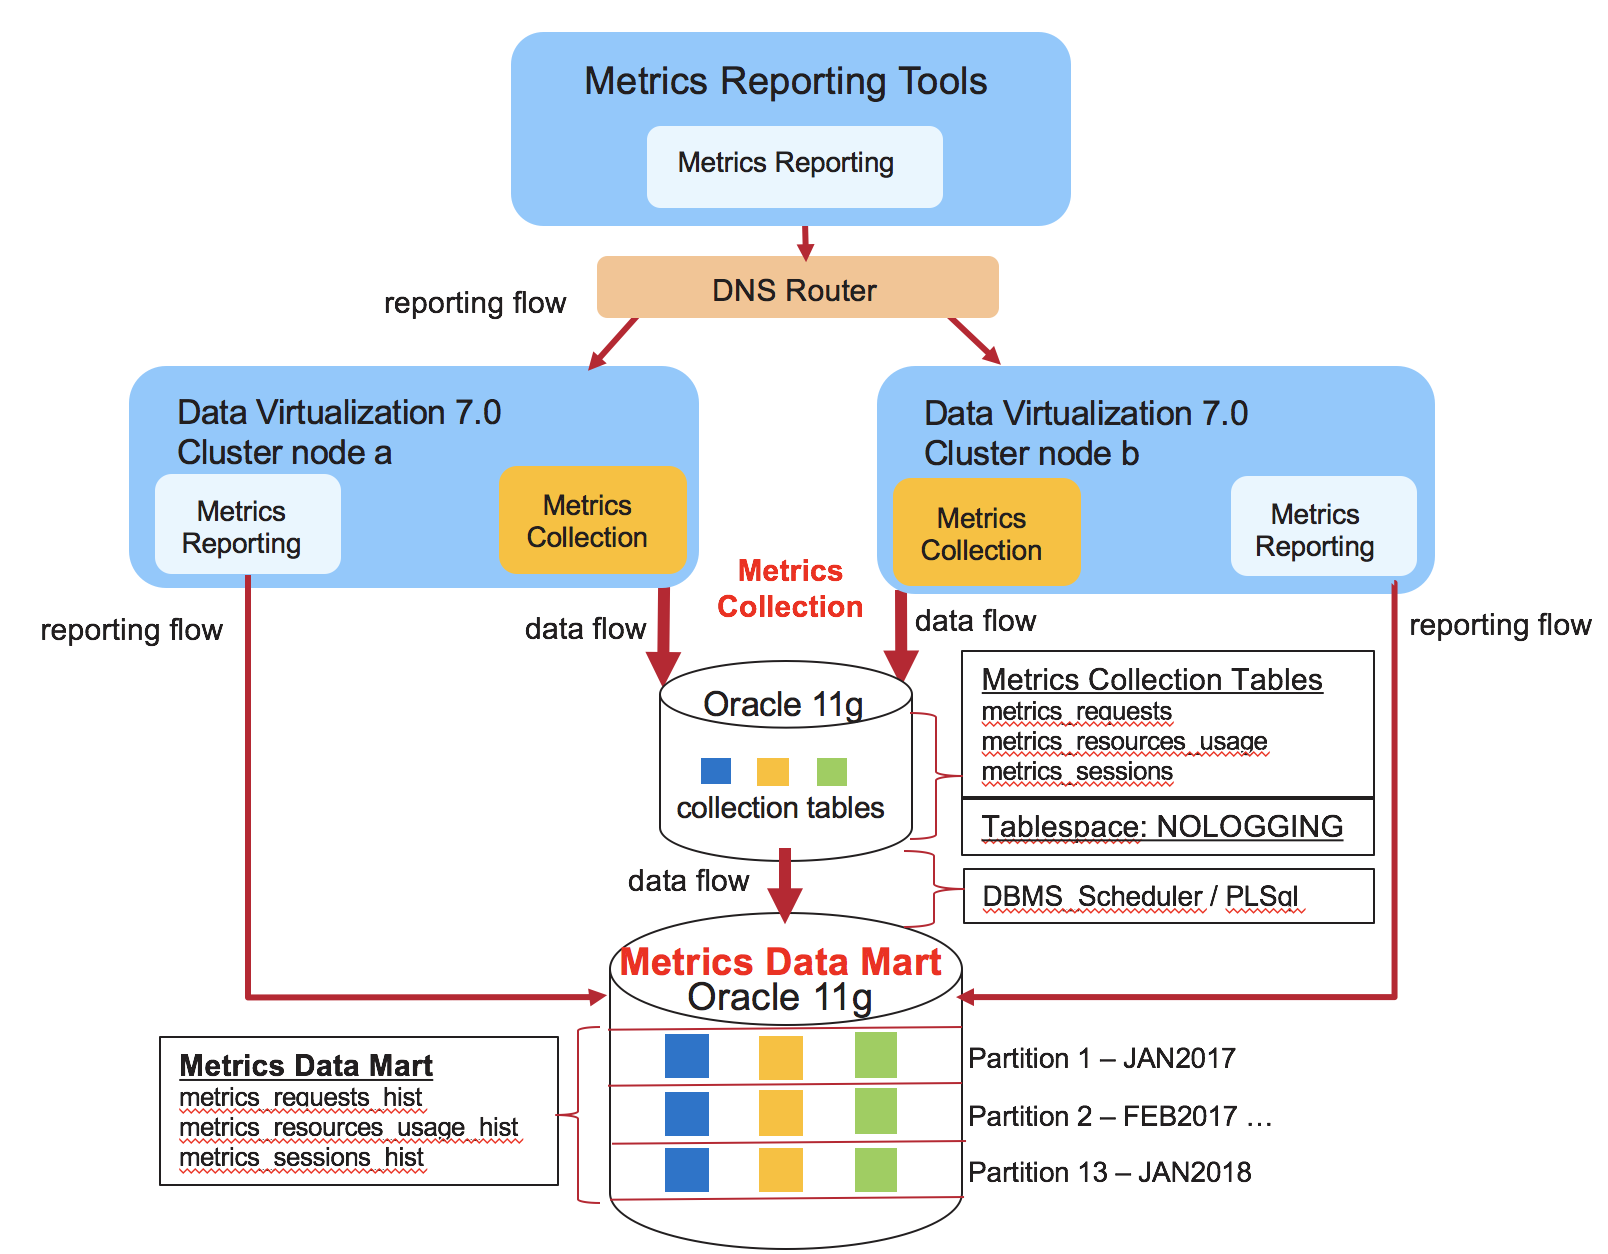 Metrics Reporting Tools
Metrics Reporting
DNS Router
reporting flow
Data Virtualization 7.0
Cluster node a
Metrics
Reporting
Metrics
Collection
Data Virtualization 7.0
Cluster node b
Metrics
Collection
Metrics
Reporting
Metrics
Collection
reporting flow
data flow
data flow
reporting flow
Oracle 11g
collection tables
Metrics Collection Tables
metrics_requests
metrics_resources_usage
metrics_sessions
Tablespace: NOLOGGING
data flow
DBMS_Scheduler / PLSql
Metrics Data Mart
Oracle 11g
Metrics Data Mart
metrics_requests_hist
metrics_resources_usage_hist
metrics_sessions_hist
Partition 1 – JAN2017
Partition 2 – FEB2017 ...
Partition 13 – JAN2018